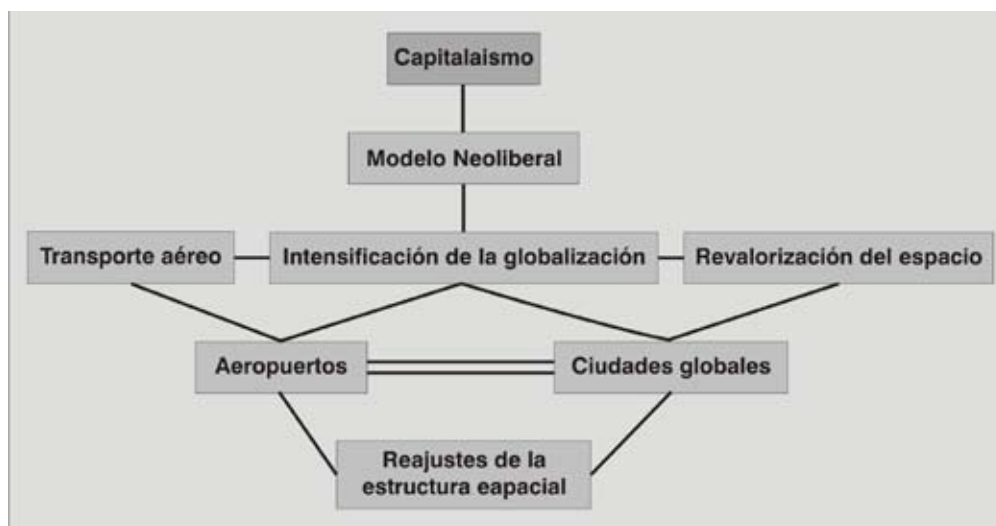 Capitalaismo
Modelo Neoliberal
Transporte aéreo
Intensificación de la globalización
Revalorización del espacio
Aeropuertos
Ciudades globales
Reajustes de la
estructura eapacial